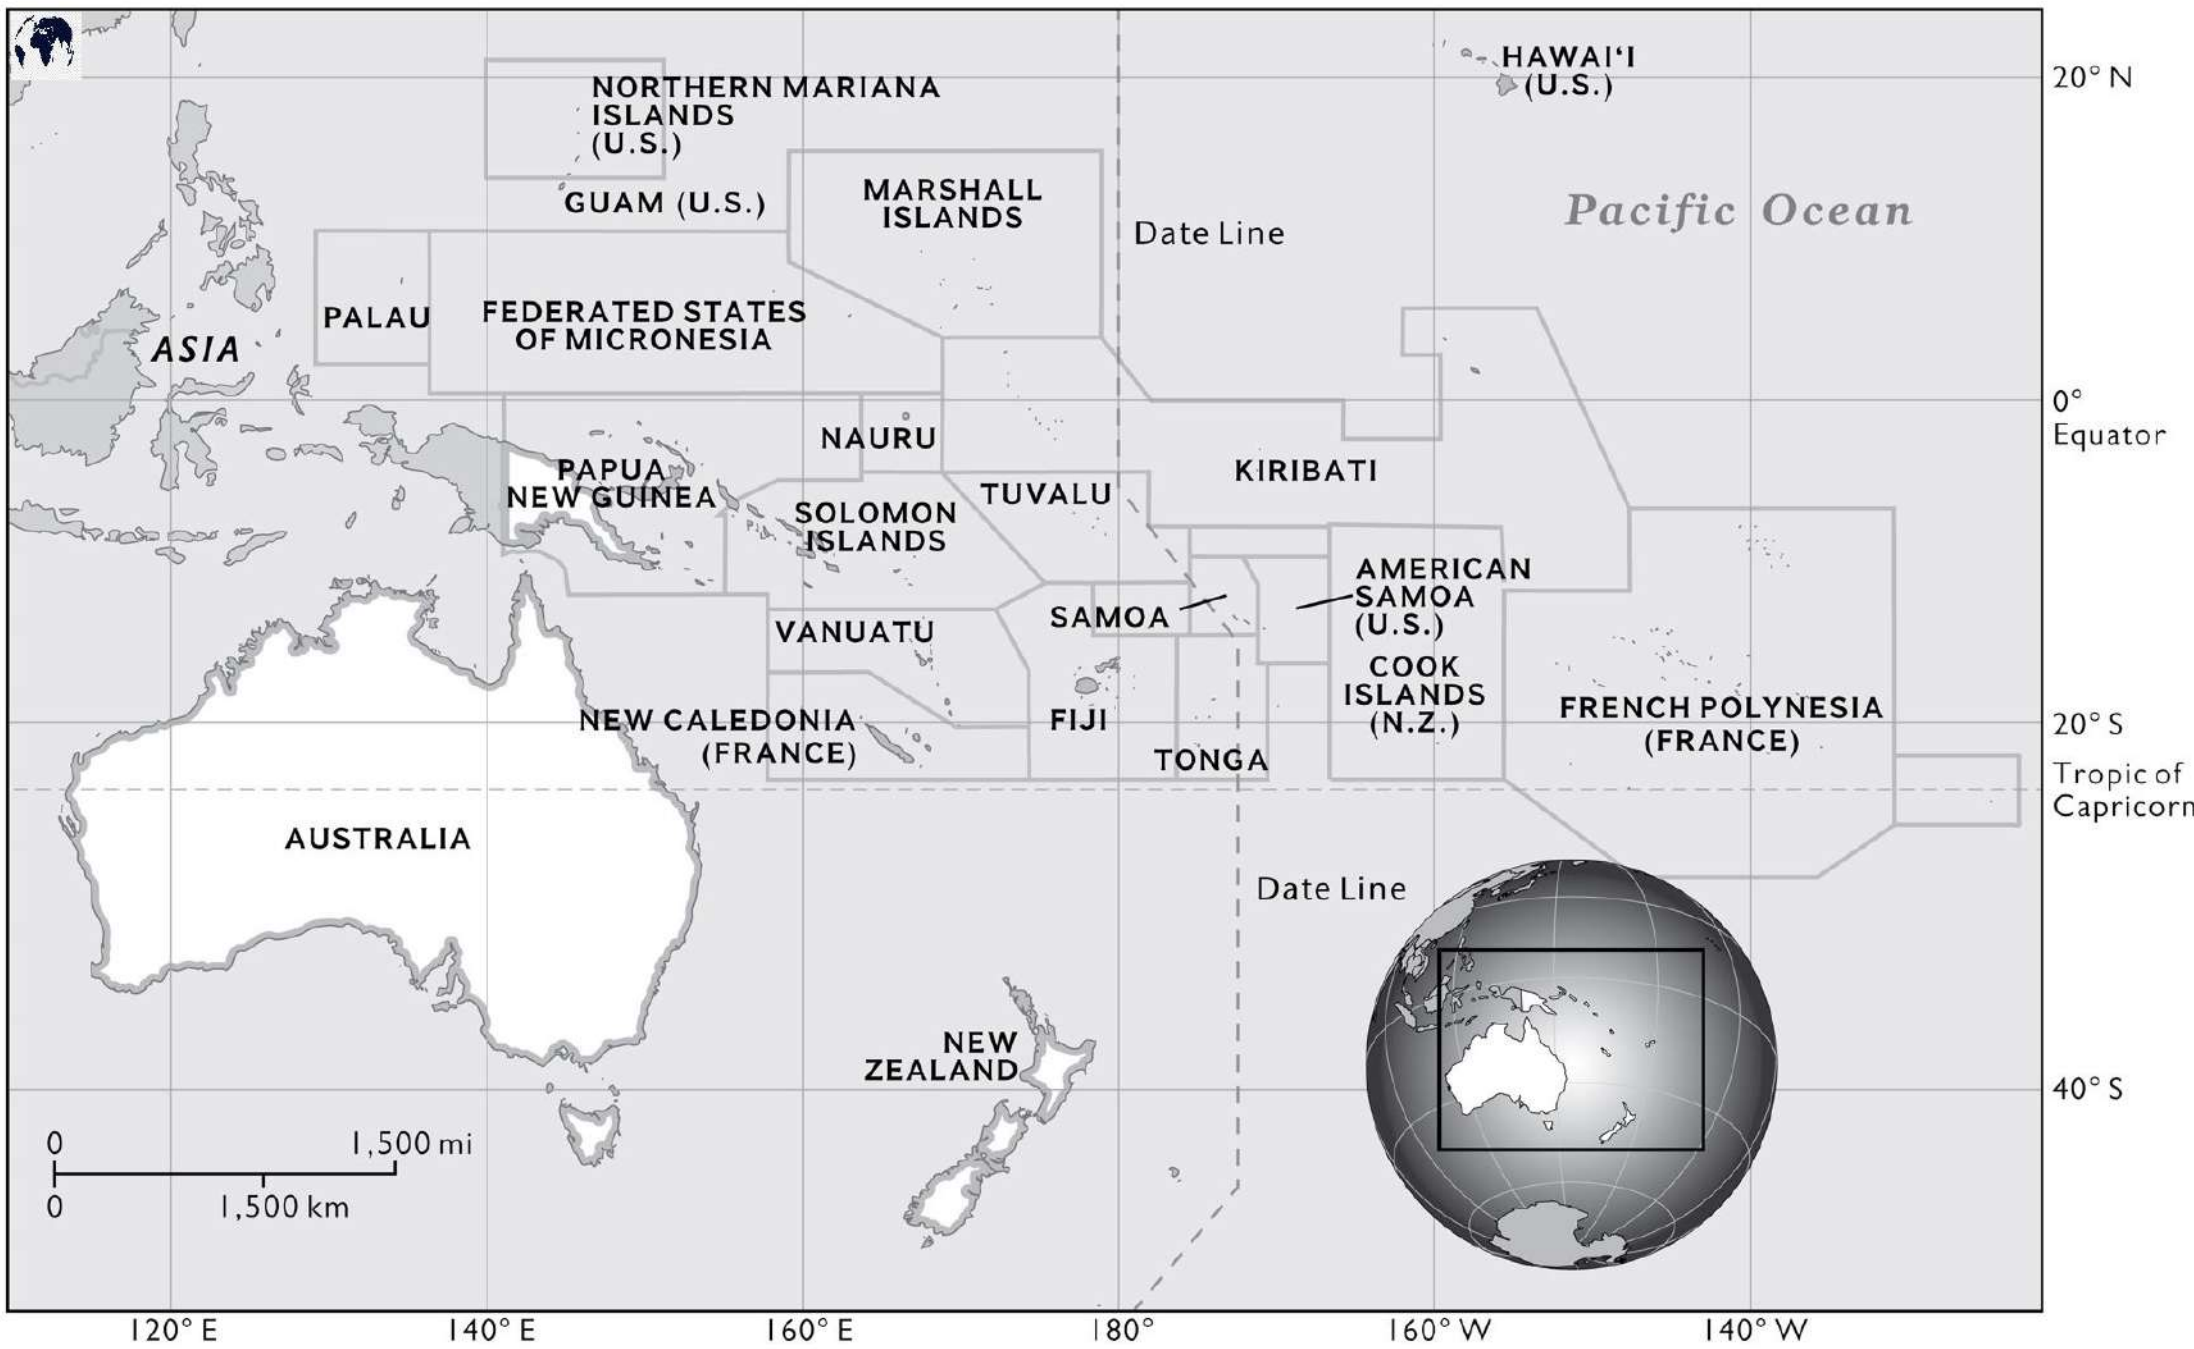 HAWAIʻI
(U.S.)
20° N
NORTHERN MARIANA
ISLANDS
(U.S.)
GUAM (U.S.)
MARSHALL
ISLANDS
Pacific Ocean
Date Line
PALAU
FEDERATED STATES
OF MICRONESIA
ASIA
0°
Equator
NAURU
KIRIBATI
PAPUA
NEW GUINEA
TUVALU
SOLOMON
ISLANDS
AMERICAN
SAMOA
(U.S.)
SAMOA
VANUATU
COOK
ISLANDS
(N.Z.)
NEW CALEDONIA
(FRANCE)
FIJI
FRENCH POLYNESIA
(FRANCE)
20° S
TONGA
Tropic of
Capricorn
AUSTRALIA
Date Line
NEW
ZEALAND
40° S
0
1,500 mi
0
1,500 km
120° E
140° E
160° E
180°
160° W
140° W